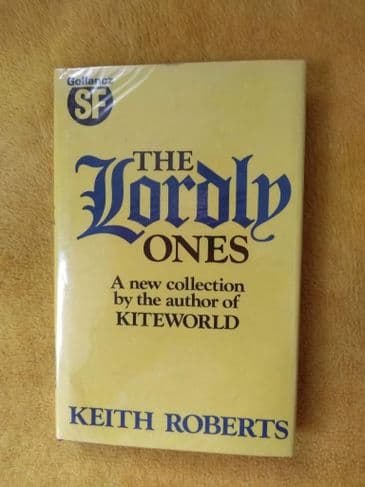 Gollancz
SF
THE
Lordly
ONES
A new collection
by the author of
KITEWORLD
KEITH ROBERTS